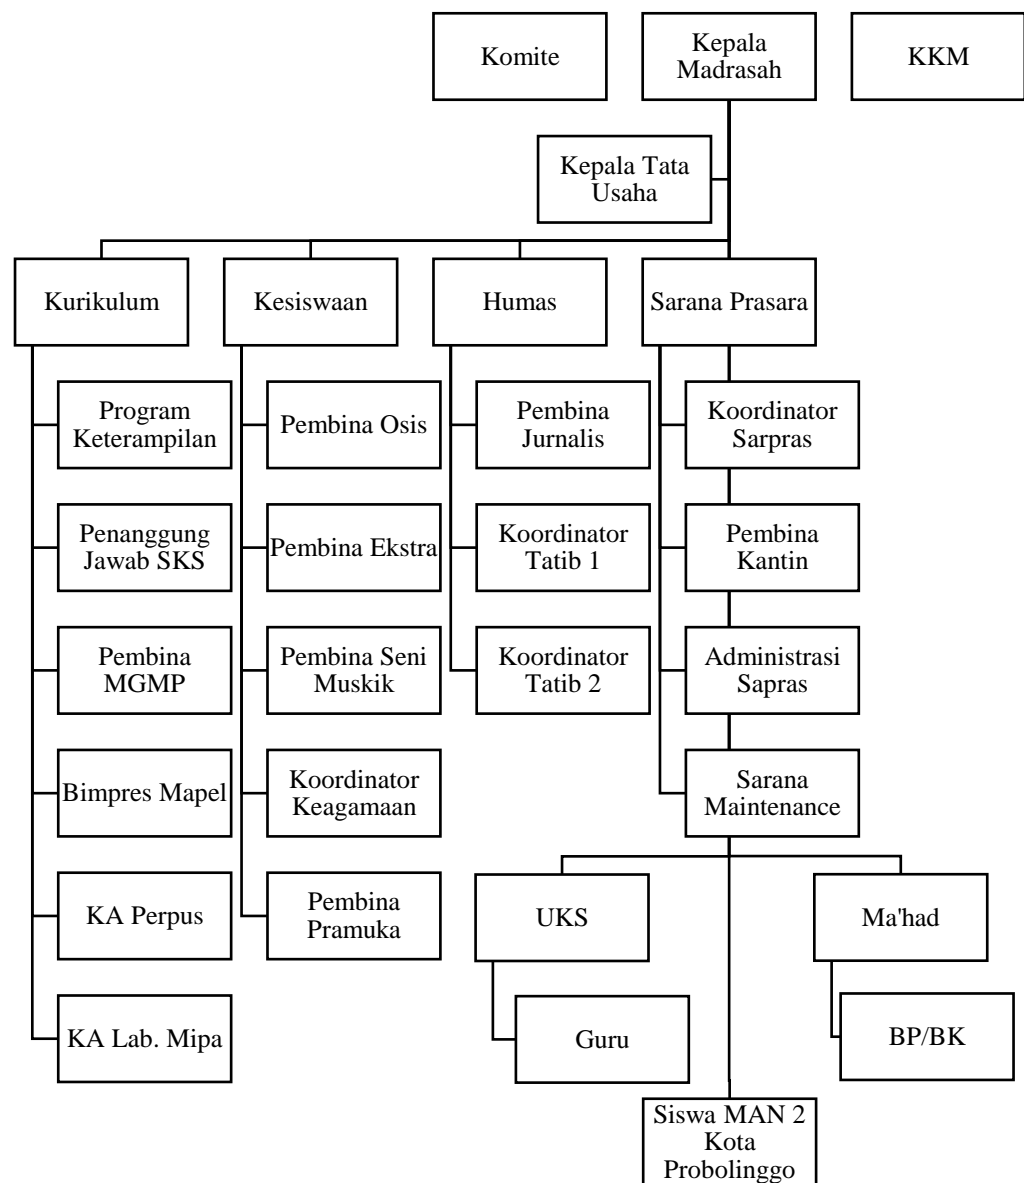 Komite
Kepala
Madrasah
KKM
Kepala Tata
Usaha
Kurikulum
Kesiswaan
Humas
Sarana Prasara
Program
Keterampilan
Pembina Osis
Pembina
Jurnalis
Koordinator
Sarpras
Penanggung
Jawab SKS
Pembina Ekstra
Koordinator
Tatib 1
Pembina
Kantin
Pembina
MGMP
Pembina Seni
Muskik
Koordinator
Tatib 2
Administrasi
Sapras
Bimpres Mapel
Koordinator
Keagamaan
Sarana
Maintenance
KA Perpus
Pembina
Pramuka
UKS
Ma'had
KA Lab. Mipa
Guru
BP/BK
Siswa MAN 2
Kota
Probolinggo